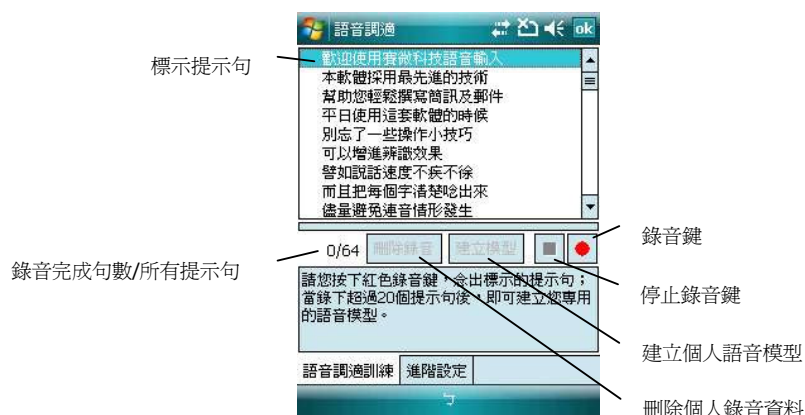 語音調適
ok
標示提示句
歡迎使用賽微科技語音輸入
本軟體採用最先進的技術
幫助您輕鬆撰寫簡訊及郵件
平日使用這套軟體的時候
別忘了一些操作小技巧
可以增進辨識效果
譬如說話速度不疾不徐
而且把每個字清楚唸出來
儘量避免連音情形發生
錄音鍵
0/64
刪除錄音
建立模型
錄音完成句數/所有提示句
停止錄音鍵
請您按下紅色錄音鍵，念出標示的提示句；
當錄下超過20個提示句後，即可建立您專用
的語音模型。
建立個人語音模型
語音調適訓練
進階設定
刪除個人錄音資料
ㄣ